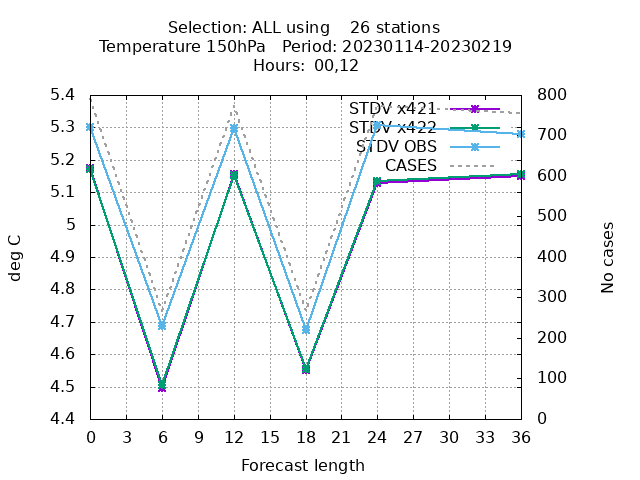 Selection: ALL using    26 stations
Temperature 150hPa   Period: 20230114-20230219
Hours:  00,12
STDV x421
STDV x422
STDV OBS
CASES
5.4
5.3
5.2
5.1
5
4.9
4.8
4.7
4.6
4.5
4.4
deg C
800
700
600
500
400
300
200
100
0
No cases
0 3 6 9 12 15 18 21 24 27 30 33 36
Forecast length